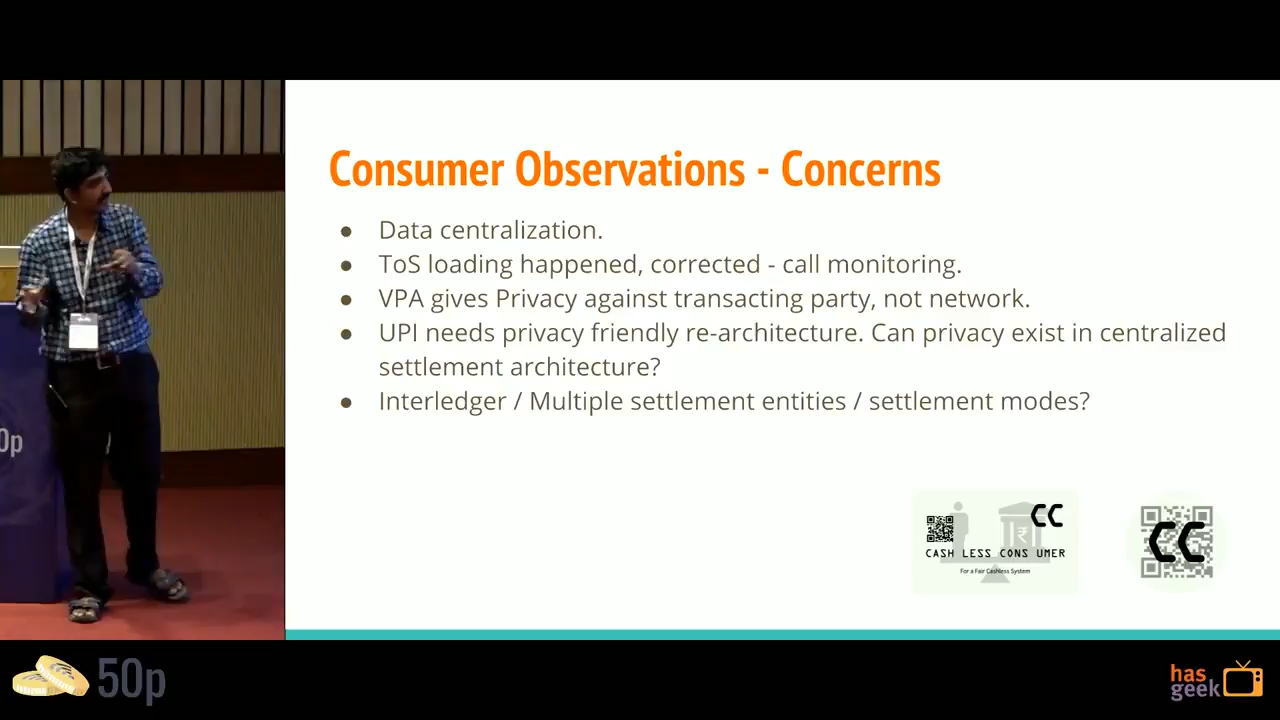 Consumer Observations - Concerns
● Data centralization.
● ToS loading happened, corrected - call monitoring.
● VPA gives Privacy against transacting party, not network.
● UPI needs privacy friendly re-architecture. Can privacy exist in centralized
settlement architecture?
● Interledger / Multiple settlement entities / settlement modes?
CC
CASH LESS CONS UMER
For a Fair Cashless System
CC
0p
50p
has
geek